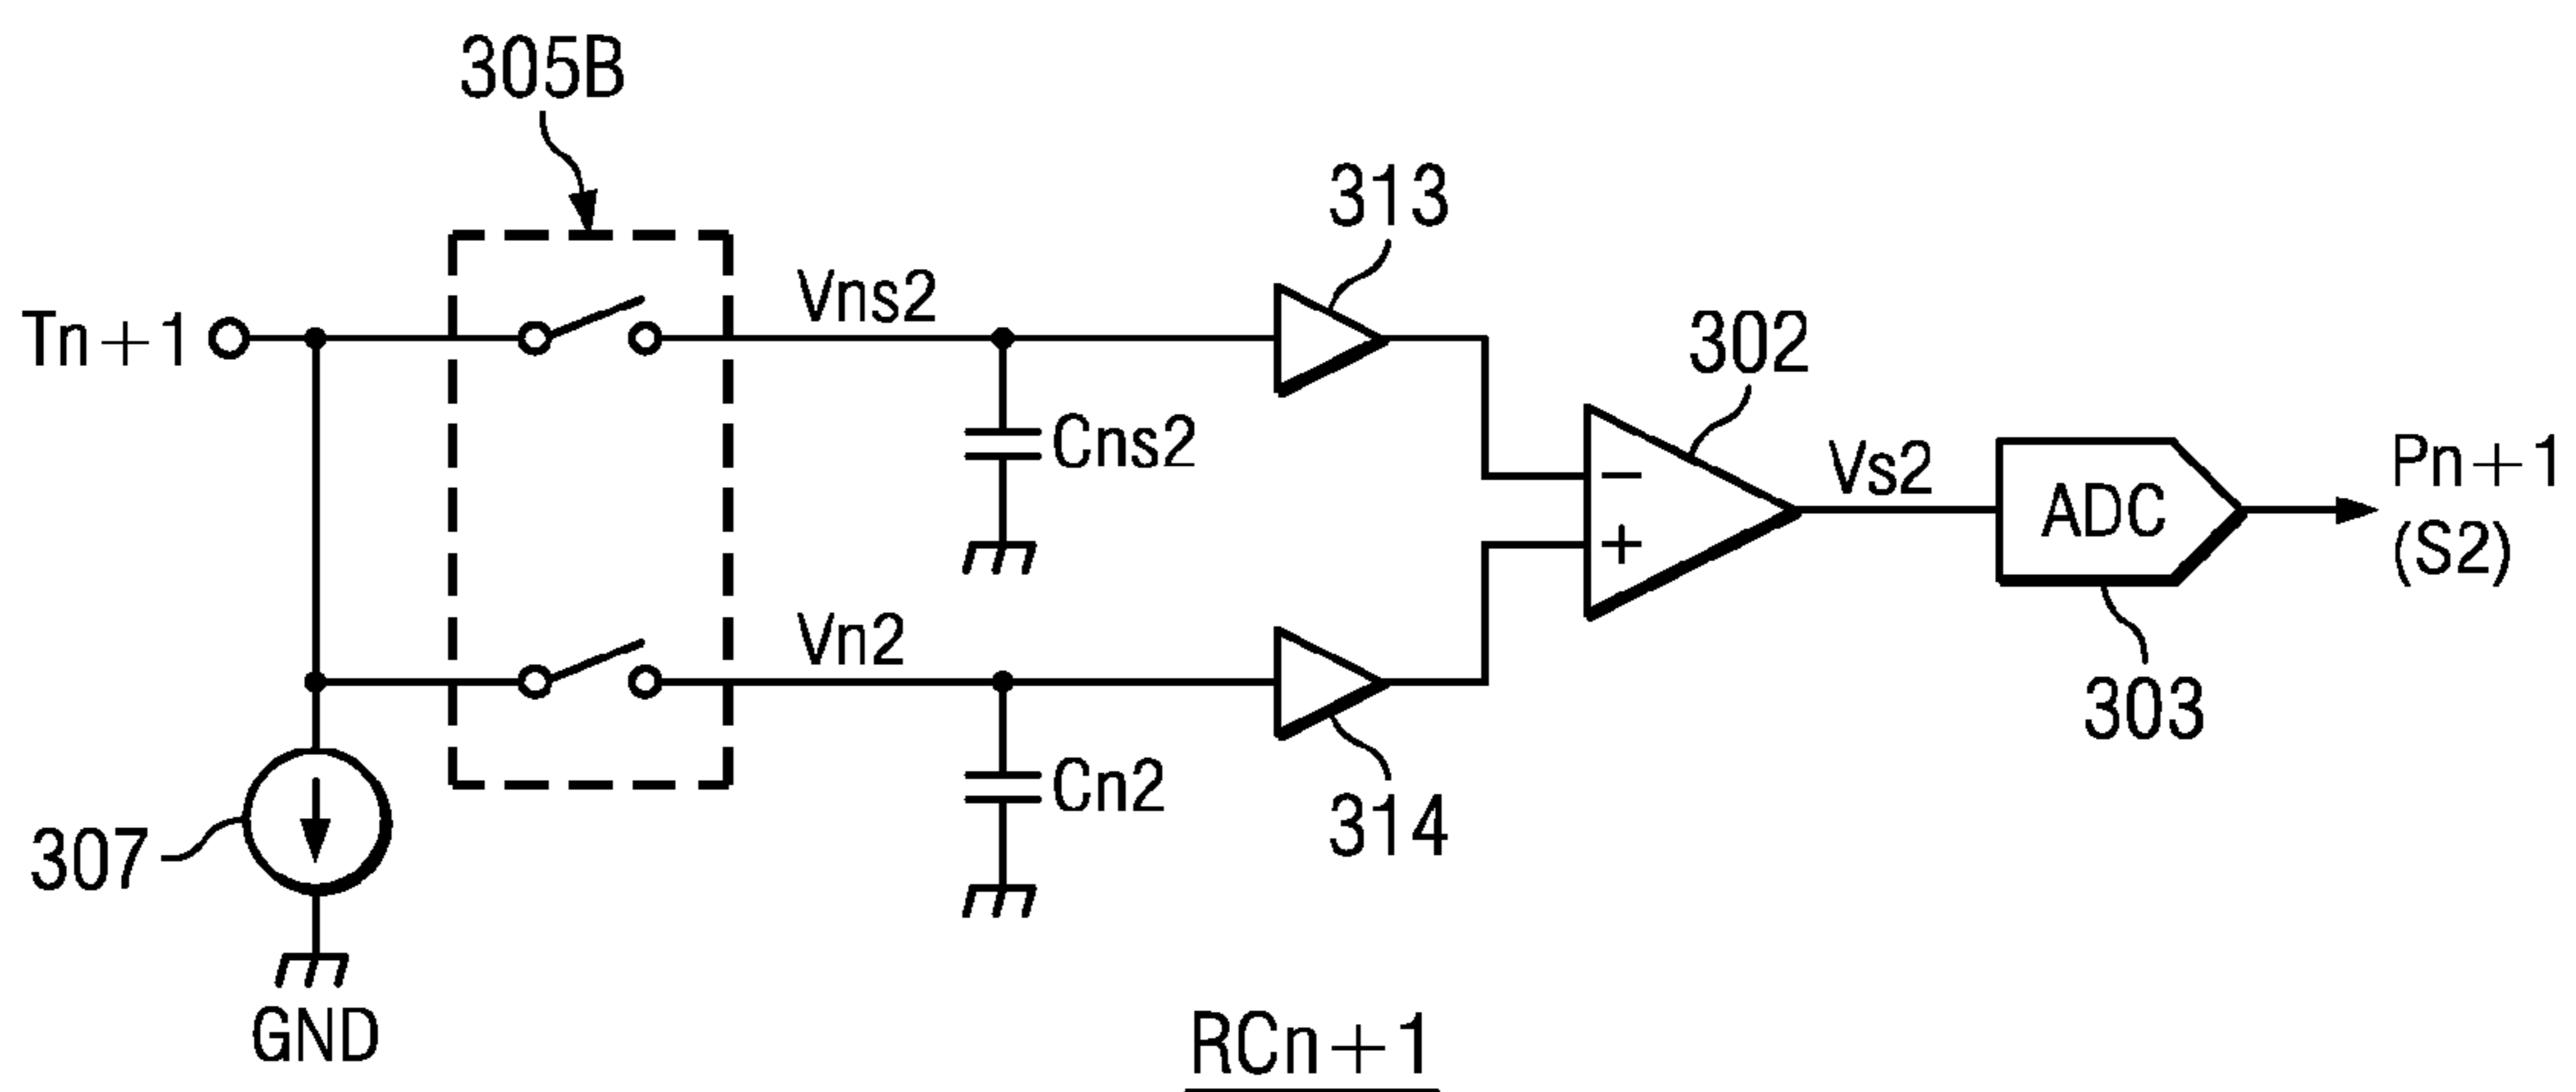 305B
313
Tn+1
Vns2
302
Cns2
Vs2
ADC
Pn+1
(S2)
−
+
Vn2
303
307
Cn2
314
GND
RCn+1